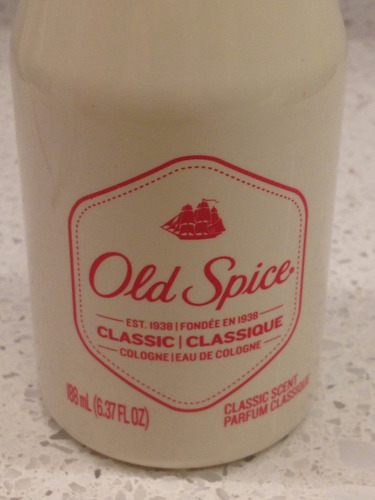 Old Spice
EST. 1938 | FONDÉE EN 1938
CLASSIC | CLASSIQUE
COLOGNE | EAU DE COLOGNE
188 mL (6.37 FL OZ)
CLASSIC SCENT
PARFUM CLASSIQUE